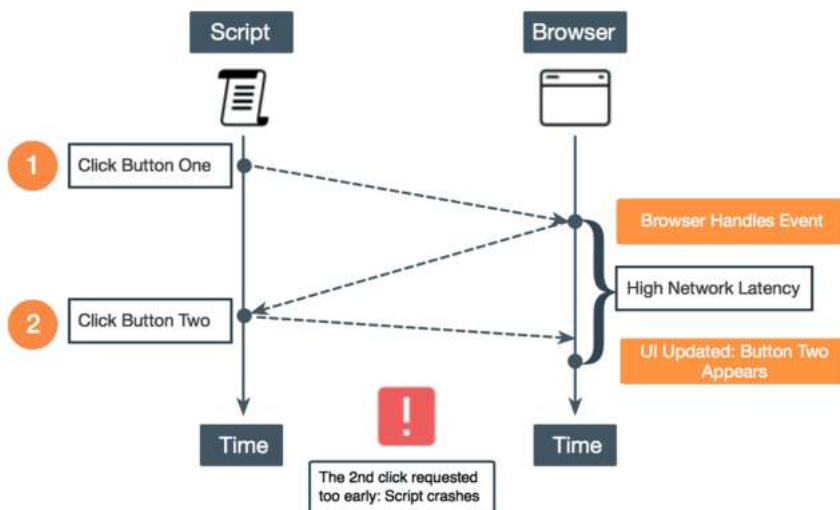 Script
Browser
1
Click Button One
Browser Handles Event
High Network Latency
2
Click Button Two
UI Updated: Button Two
Appears
!
Time
Time
The 2nd click requested
too early: Script crashes